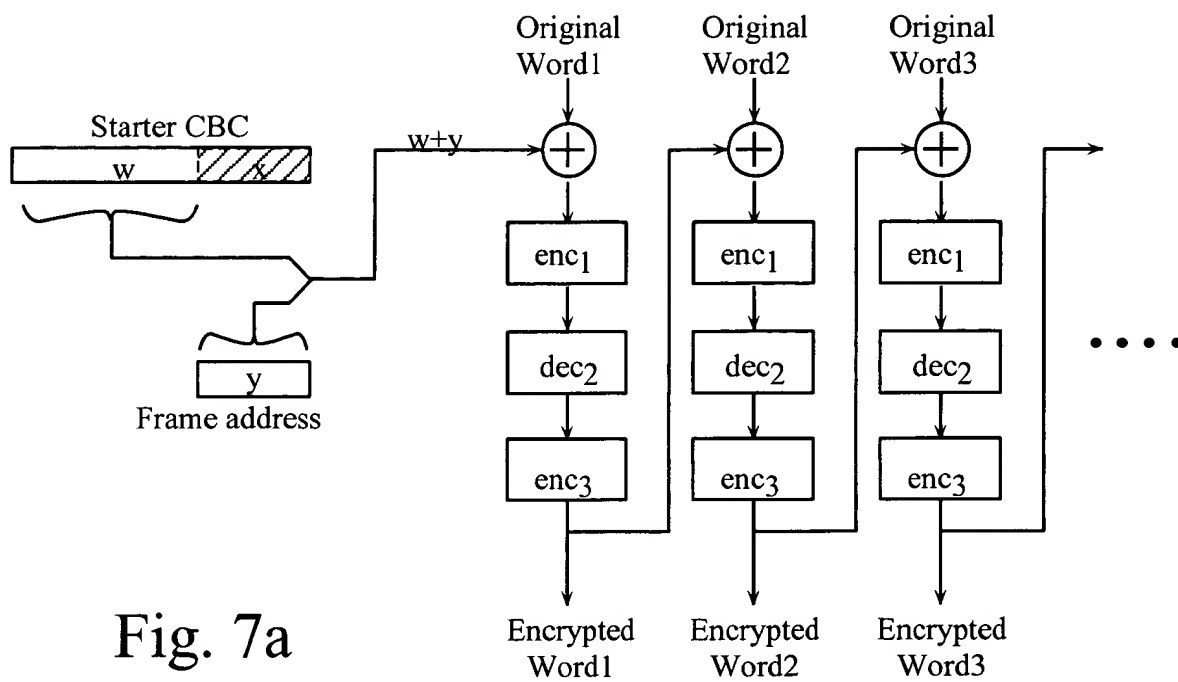 Original
Word1
Original
Word2
Original
Word3
Starter CBC
w
x
w+y
y
Frame address
enc1
enc1
enc1
dec2
dec2
dec2
enc3
enc3
enc3
Encrypted
Word1
Encrypted
Word2
Encrypted
Word3
Fig. 7a